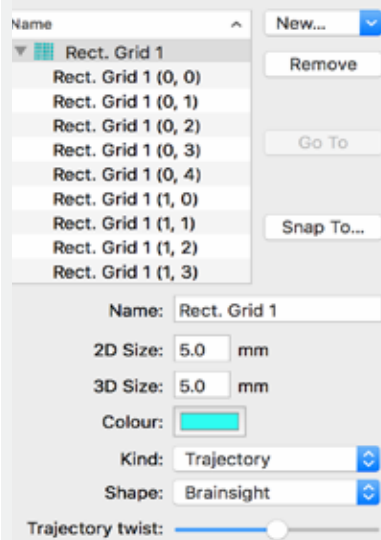 Name New...
Rect. Grid 1
Remove
Rect. Grid 1 (0, 0)
Rect. Grid 1 (0, 1)
Rect. Grid 1 (0, 2)
Rect. Grid 1 (0, 3) Go To
Rect. Grid 1 (0, 4)
Rect. Grid 1 (1, 0)
Rect. Grid 1 (1, 1) Snap To...
Rect. Grid 1 (1, 2)
Rect. Grid 1 (1, 3)
Name: Rect. Grid 1
2D Size: 5.0 mm
3D Size: 5.0 mm
Colour:
Kind: Trajectory
Shape: Brainsight
Trajectory twist: